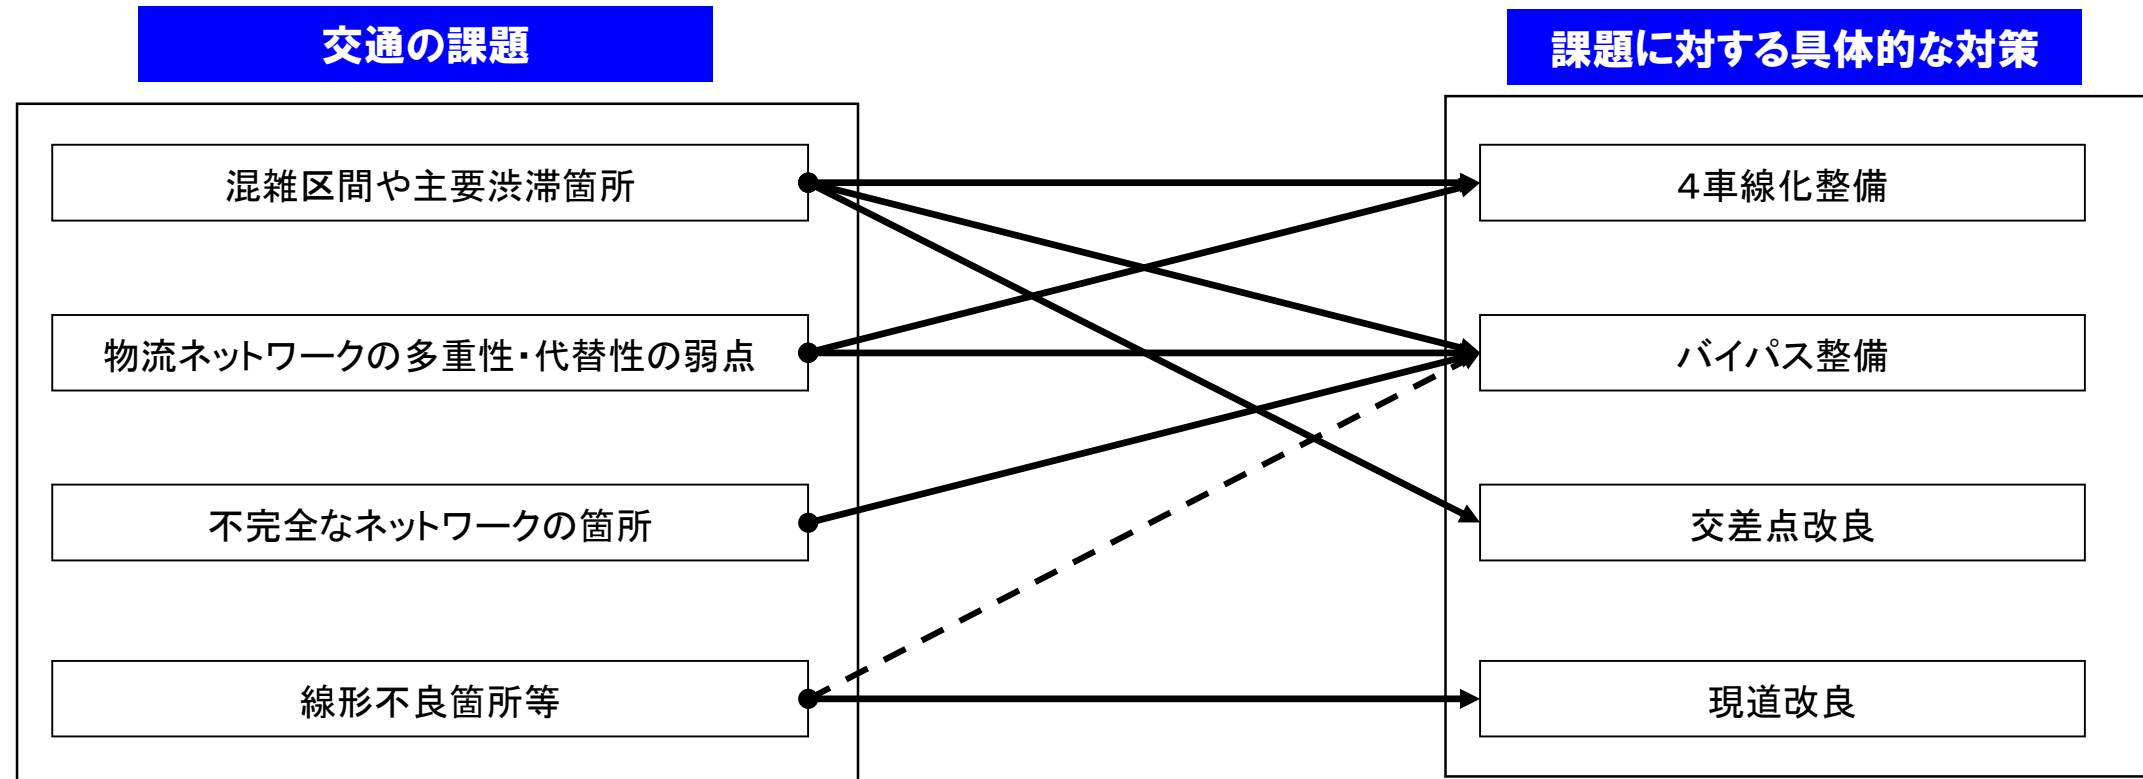 交通の課題
課題に対する具体的な対策
混雑区間や主要渋滞箇所
４車線化整備
物流ネットワークの多重性・代替性の弱点
バイパス整備
不完全なネットワークの箇所
交差点改良
線形不良箇所等
現道改良